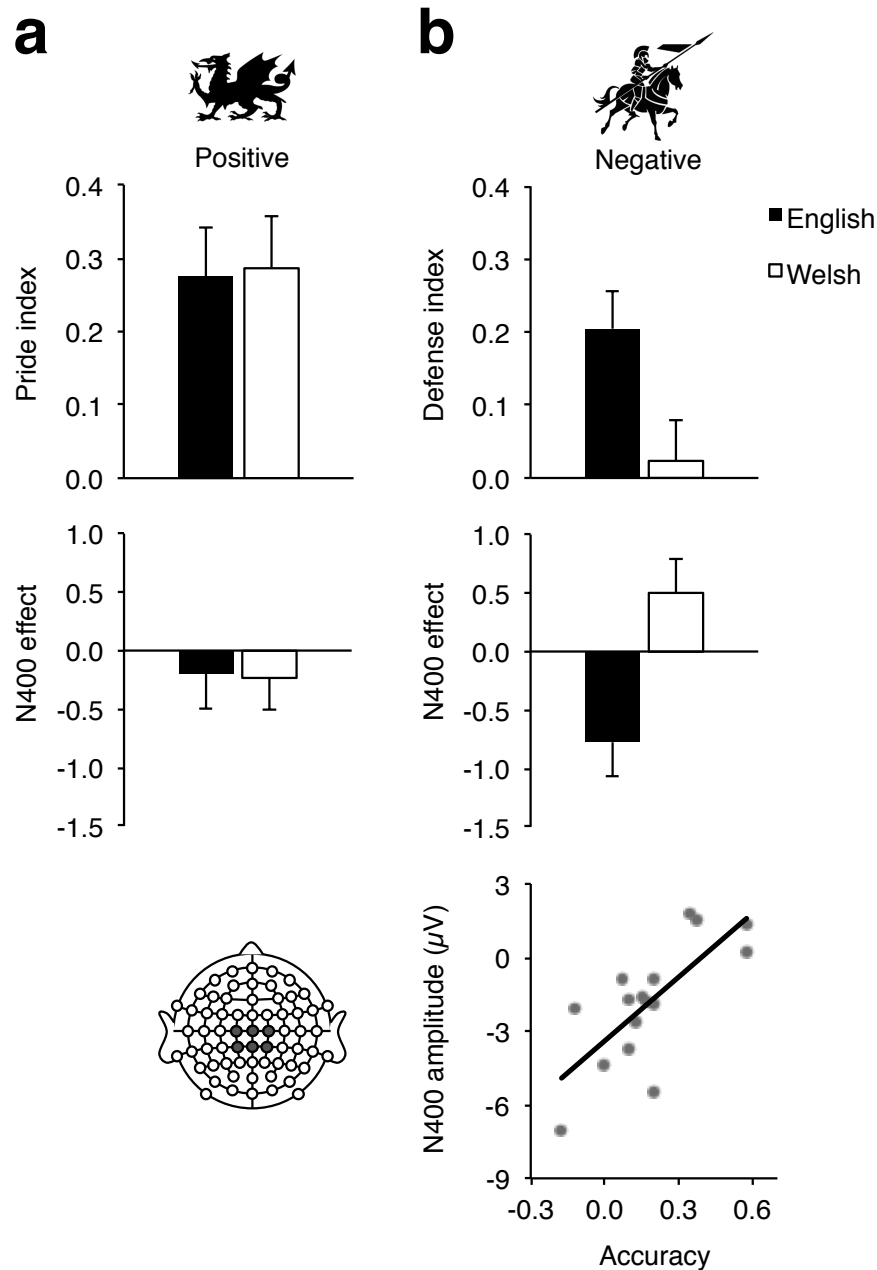 a
Positive
0.4
0.3
0.2
0.1
0.0
Pride index
1.0
0.5
0.0
-0.5
-1.0
-1.5
N400 effect
b
Negative
0.4
0.3
0.2
0.1
0.0
Defense index
English
Welsh
1.0
0.5
0.0
-0.5
-1.0
-1.5
N400 effect
3
0
-3
-6
-9
N400 amplitude (µV)
-0.3 0.0 0.3 0.6
Accuracy